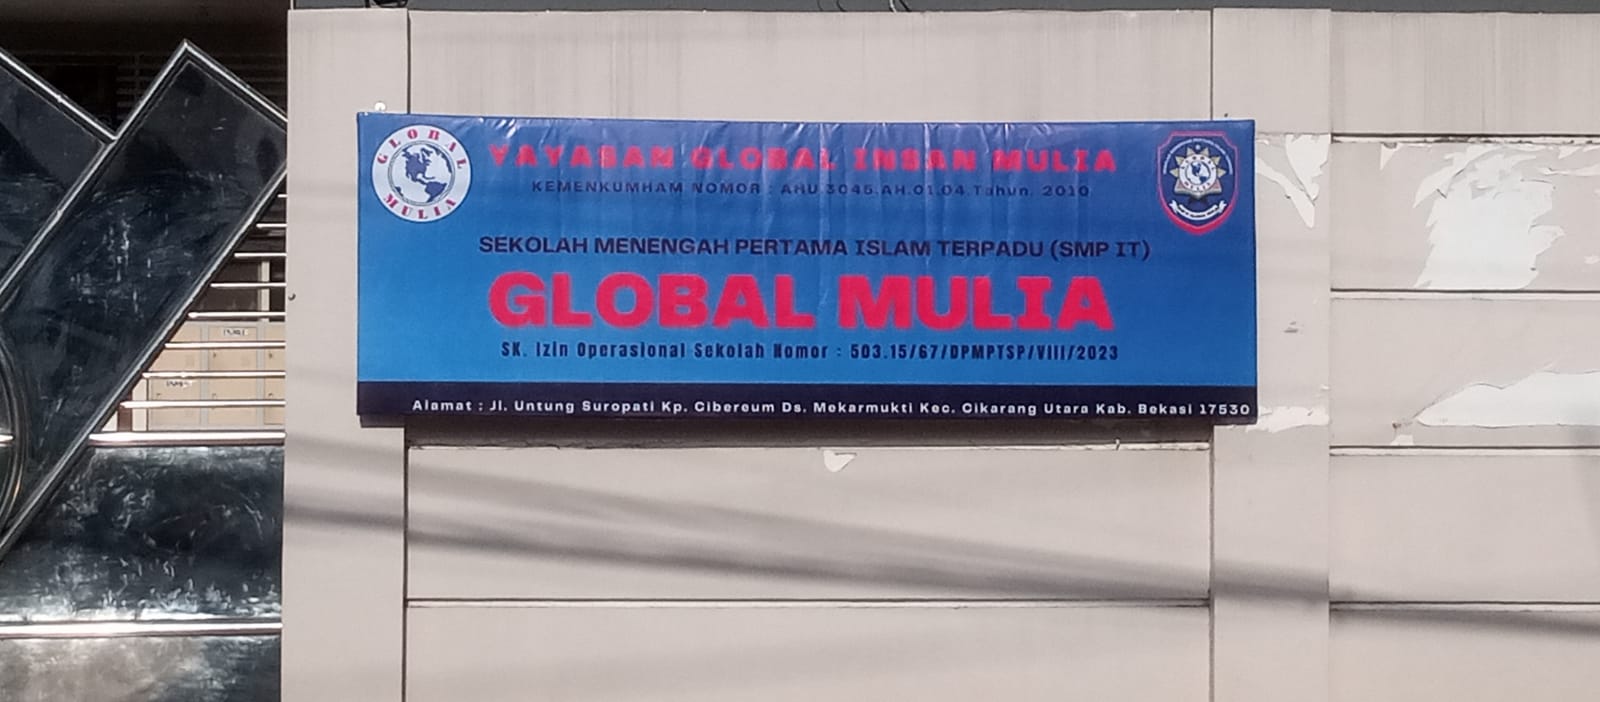 GLOBAL MULIA
YAYASAN GLOBAL INSAN MULIA
KEMENKUMHAM NOMOR : AHU 3045.AH.01.04.Tahun. 2010
SEKOLAH MENENGAH PERTAMA ISLAM TERPADU (SMP IT)
GLOBAL MULIA
SK. Izin Operasional Sekolah Nomor : 503.15/67/DPMPTSP/VIII/2023
Alamat : Jl. Untung Suropati Kp. Cibereum Ds. Mekarmukti Kec. Cikarang Utara Kab. Bekasi 17530